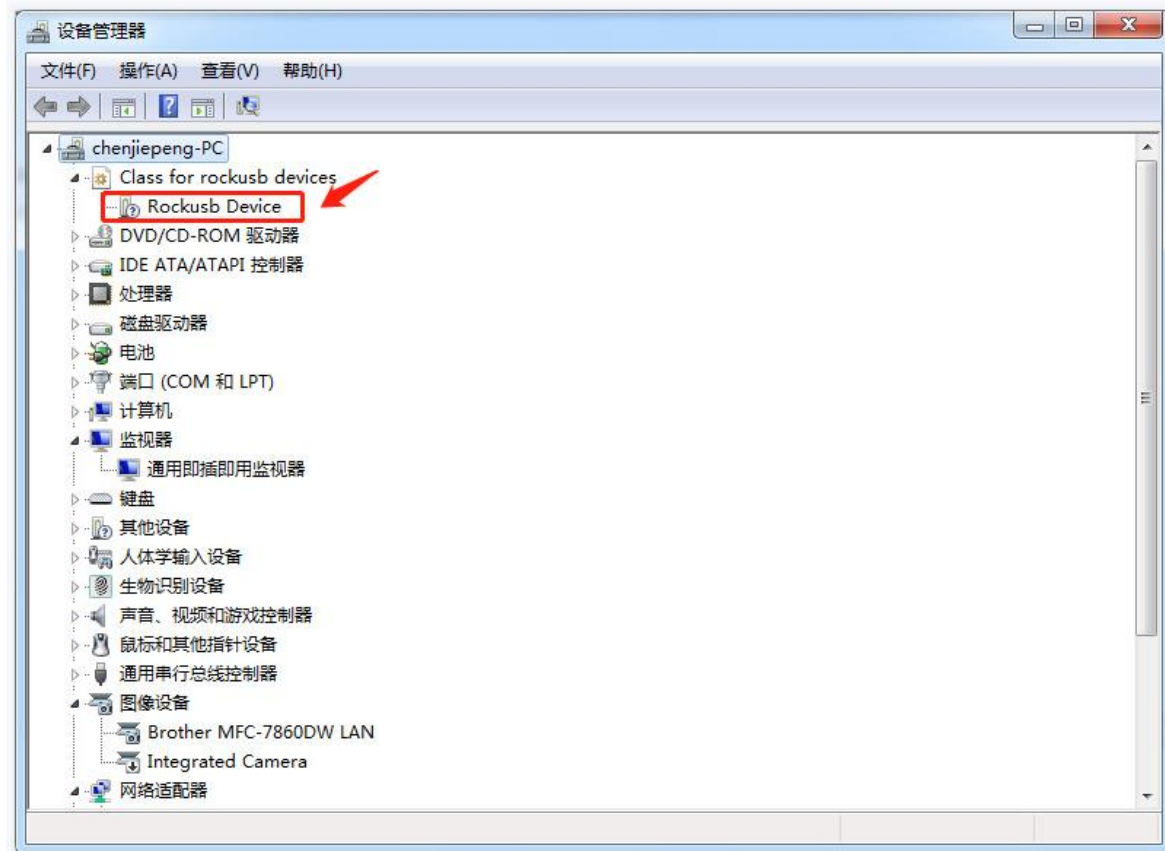 设备管理器
文件(F) 操作(A) 查看(V) 帮助(H)
chenjiepeng-PC
Class for rockusb devices
Rockusb Device
DVD/CD-ROM 驱动器
IDE ATA/ATAPI 控制器
处理器
磁盘驱动器
电池
端口 (COM 和 LPT)
计算机
监视器
通用即插即用监视器
键盘
其他设备
人体学输入设备
生物识别设备
声音、视频和游戏控制器
鼠标和其他指针设备
通用串行总线控制器
图像设备
Brother MFC-7860DW LAN
Integrated Camera
网络适配器